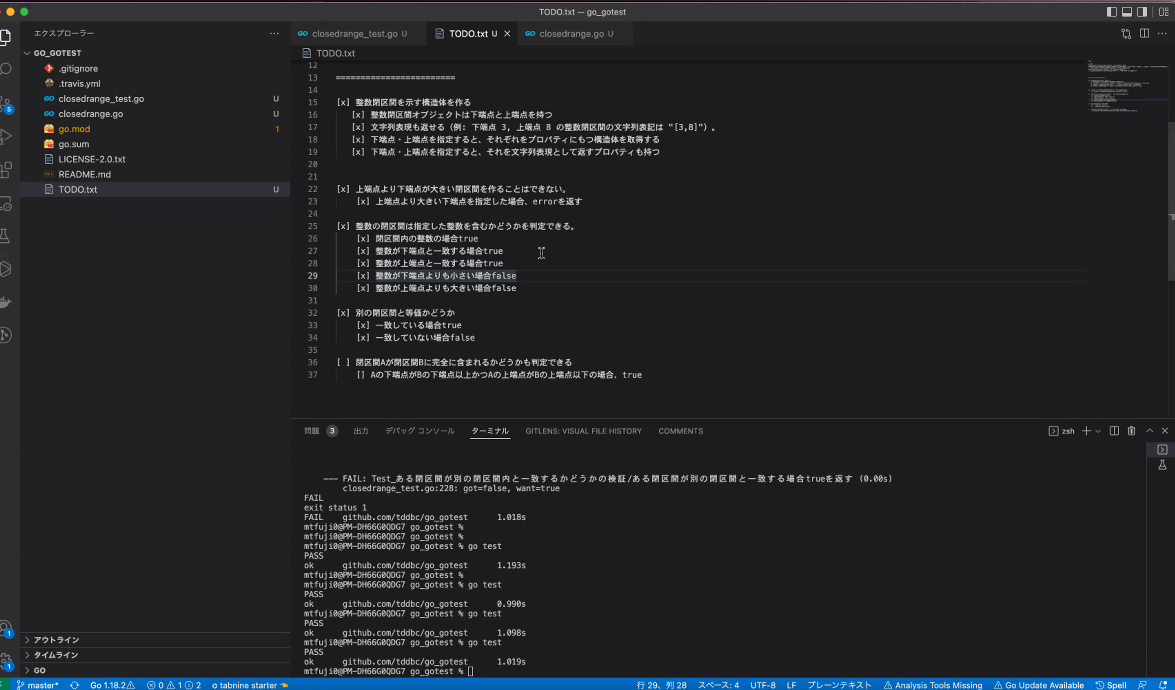 TODO.txt — go_gotest
エクスプローラー
GO_GOTEST
.gitignore
.travis.yml
closedrange_test.go U
closedrange.go U
go.mod 1
go.sum
LICENSE-2.0.txt
README.md
TODO.txt U
アウトライン
タイムライン
GO
closedrange_test.go U
TODO.txt U
closedrange.go U
TODO.txt
12
13 ========================
14
15 [x] 整数閉区間を示す構造体を作る
16 [x] 整数閉区間オブジェクトは下端点と上端点を持つ
17 [x] 文字列表現も返せる（例: 下端点 3, 上端点 8 の整数閉区間の文字列表記は "[3,8]"）。
18 [x] 下端点・上端点を指定すると、それぞれをプロパティにもつ構造体を取得する
19 [x] 下端点・上端点を指定すると、それを文字列表現として返すプロパティも持つ
20
21
22 [x] 上端点より下端点が大きい閉区間を作ることはできない。
23 [x] 上端点より大きい下端点を指定した場合、errorを返す
24
25 [x] 整数の閉区間は指定した整数を含むかどうかを判定できる。
26 [x] 閉区間内の整数の場合true
27 [x] 整数が下端点と一致する場合true
28 [x] 整数が上端点と一致する場合true
29 [x] 整数が下端点よりも小さい場合false
30 [x] 整数が上端点よりも大きい場合false
31
32 [x] 別の閉区間と等価かどうか
33 [x] 一致している場合true
34 [x] 一致していない場合false
35
36 [ ] 閉区間Aが閉区間Bに完全に含まれるかどうかも判定できる
37 [] Aの下端点がBの下端点以上かつAの上端点がBの上端点以下の場合、true
問題 3 出力 デバッグ コンソール ターミナル GITLENS: VISUAL FILE HISTORY COMMENTS
zsh
--- FAIL: Test_ある閉区間が別の閉区間内と一致するかどうかの検証/ある閉区間が別の閉区間と一致する場合trueを返す (0.00s)
closedrange_test.go:228: got=false, want=true
FAIL
exit status 1
FAIL github.com/tddbc/go_gotest 1.018s
mtfuji0@PM-DH66G0QDG7 go_gotest %
mtfuji0@PM-DH66G0QDG7 go_gotest %
mtfuji0@PM-DH66G0QDG7 go_gotest % go test
PASS
ok github.com/tddbc/go_gotest 1.193s
mtfuji0@PM-DH66G0QDG7 go_gotest %
mtfuji0@PM-DH66G0QDG7 go_gotest % go test
PASS
ok github.com/tddbc/go_gotest 0.990s
mtfuji0@PM-DH66G0QDG7 go_gotest % go test
PASS
ok github.com/tddbc/go_gotest 1.098s
mtfuji0@PM-DH66G0QDG7 go_gotest % go test
PASS
ok github.com/tddbc/go_gotest 1.019s
mtfuji0@PM-DH66G0QDG7 go_gotest %
5
1
1
master* Go 1.18.2 0 1 2 tabnine starter 行 29、列 28 スペース: 4 UTF-8 LF プレーンテキスト Analysis Tools Missing Go Update Available Spell